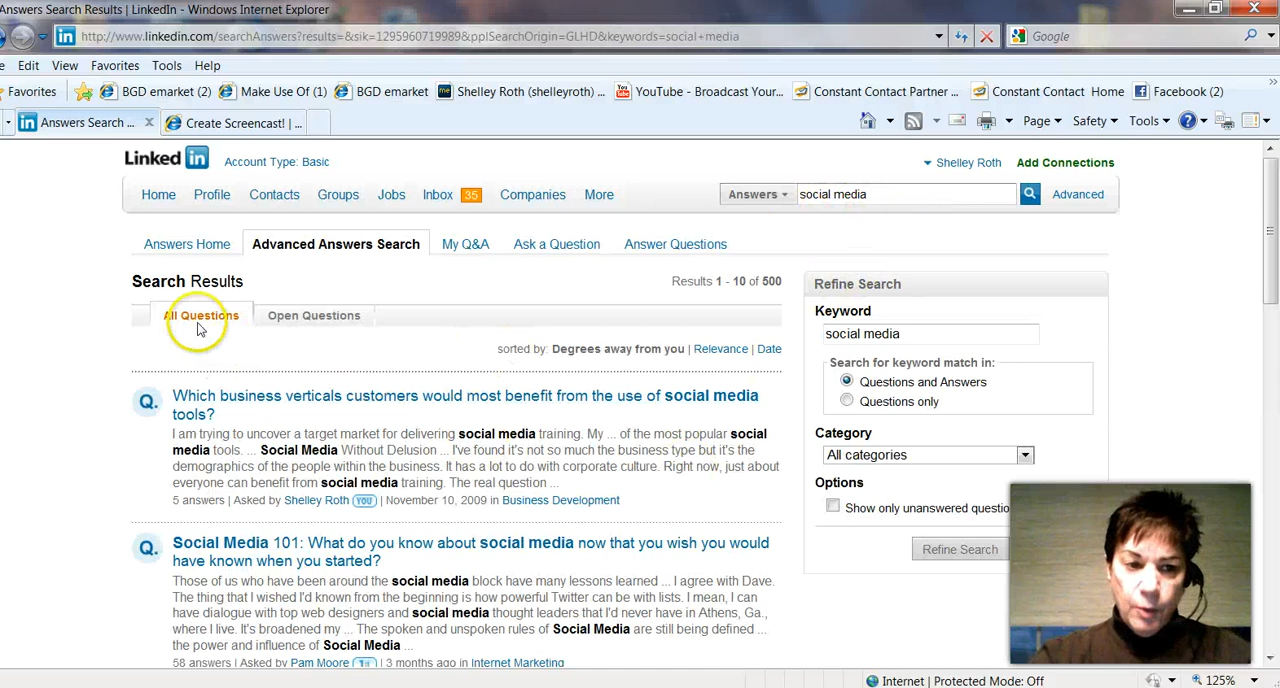 Answers Search Results | LinkedIn - Windows Internet Explorer
http://www.linkedin.com/searchAnswers?results=&sik=1295960719989&pplSearchOrigin=GLHD&keywords=social+media
Google
Edit View Favorites Tools Help
Favorites BGD emarket (2) Make Use Of (1) BGD emarket Shelley Roth (shelleyroth) ... YouTube - Broadcast Your... Constant Contact Partner ... Constant Contact Home Facebook (2)
Answers Search ... Create Screencast! | ... Page Safety Tools
Linked in Account Type: Basic Shelley Roth Add Connections
Home Profile Contacts Groups Jobs Inbox 35 Companies More Answers social media Advanced
Answers Home Advanced Answers Search My Q&A Ask a Question Answer Questions
Search Results Results 1 - 10 of 500
All Questions Open Questions
sorted by: Degrees away from you | Relevance | Date
Q. Which business verticals customers would most benefit from the use of social media
tools?
I am trying to uncover a target market for delivering social media training. My ... of the most popular social
media tools. ... Social Media Without Delusion ... I've found it's not so much the business type but it's the
demographics of the people within the business. It has a lot to do with corporate culture. Right now, just about
everyone can benefit from social media training. The real question ...
5 answers | Asked by Shelley Roth YOU | November 10, 2009 in Business Development
Q. Social Media 101: What do you know about social media now that you wish you would
have known when you started?
Those of us who have been around the social media block have many lessons learned ... I agree with Dave.
The thing that I wished I'd known from the beginning is how powerful Twitter can be with lists. I mean, I can
have dialogue with top web designers and social media thought leaders that I'd never have in Athens, Ga.,
where I live. It's broadened my ... The spoken and unspoken rules of Social Media are still being defined ...
the power and influence of Social Media ...
58 answers | Asked by Pam Moore 1st | 3 months ago in Internet Marketing
Refine Search
Keyword
social media
Search for keyword match in:
Questions and Answers
Questions only
Category
All categories
Options
Show only unanswered questio
Refine Search
Internet | Protected Mode: Off 125%